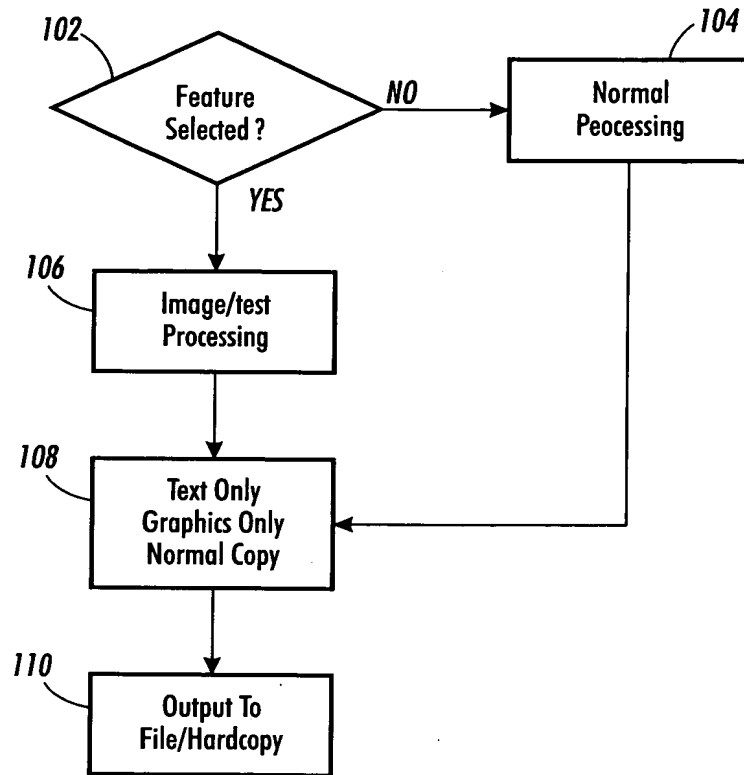 102
Feature
Selected ?
NO
104
Normal
Peocessing
YES
106
Image/test
Processing
108
Text Only
Graphics Only
Normal Copy
110
Output To
File/Hardcopy